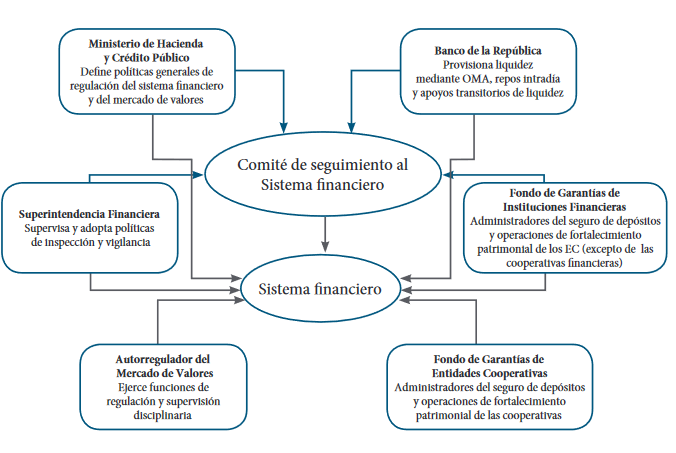 Ministerio de Hacienda
y Crédito Público
Define políticas generales de
regulación del sistema financiero
y del mercado de valores
Banco de la República
Provisiona liquidez
mediante OMA, repos intradía
y apoyos transitorios de liquidez
Comité de seguimiento al
Sistema financiero
Superintendencia Financiera
Supervisa y adopta políticas
de inspección y vigilancia
Fondo de Garantías de
Instituciones Financieras
Administradores del seguro de depósitos
y operaciones de fortalecimiento
patrimonial de los EC (excepto de las
cooperativas financieras)
Sistema financiero
Autorregulador del
Mercado de Valores
Ejerce funciones de
regulación y supervisión
disciplinaria
Fondo de Garantías de
Entidades Cooperativas
Administradores del seguro de depósitos
y operaciones de fortalecimiento
patrimonial de las cooperativas